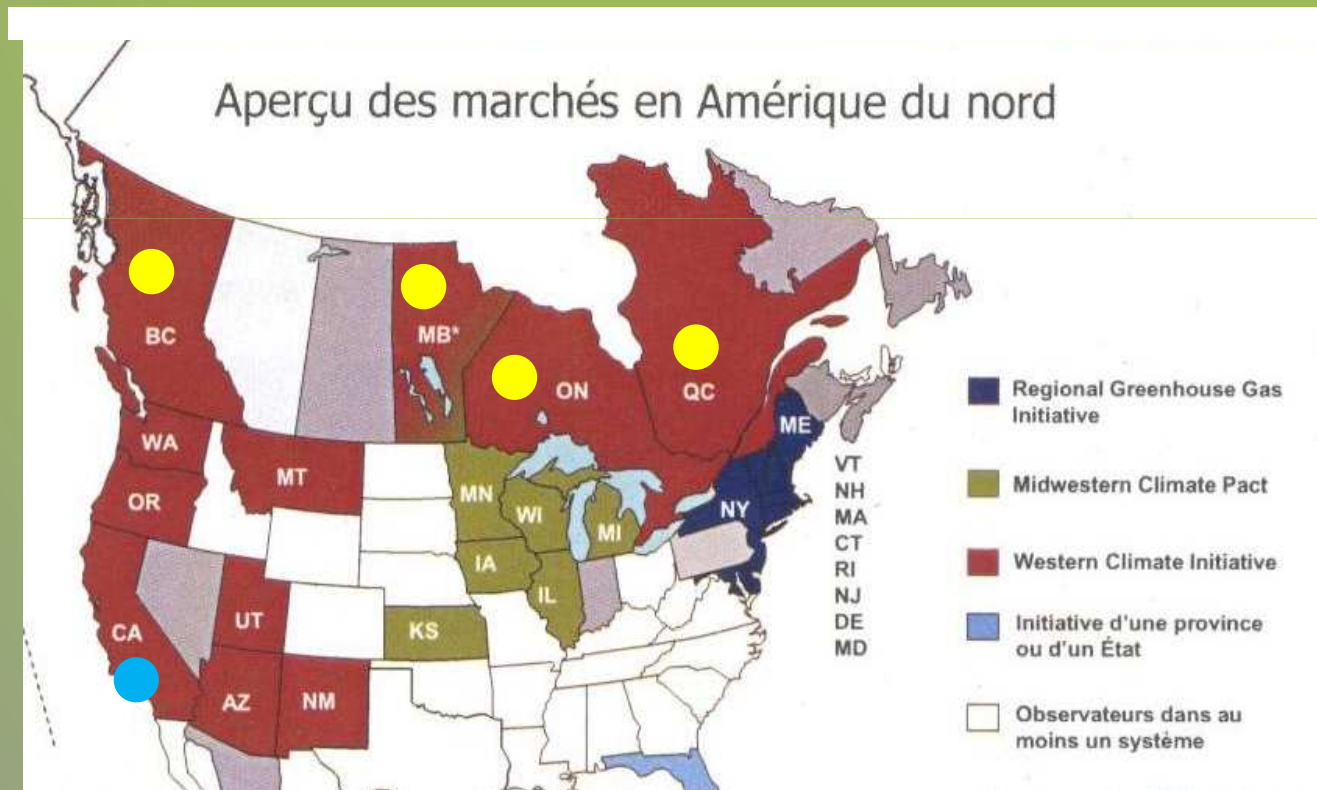 Aperçu des marchés en Amérique du nord
BC
MB*
ON
QC
ME
WA
MT
OR
MN
WI
MI
NY
IA
IL
CA
UT
KS
AZ
NM
VT
NH
MA
CT
RI
NJ
DE
MD
Regional Greenhouse Gas
Initiative
Midwestern Climate Pact
Western Climate Initiative
Initiative d'une province
ou d'un État
Observateurs dans au
moins un système